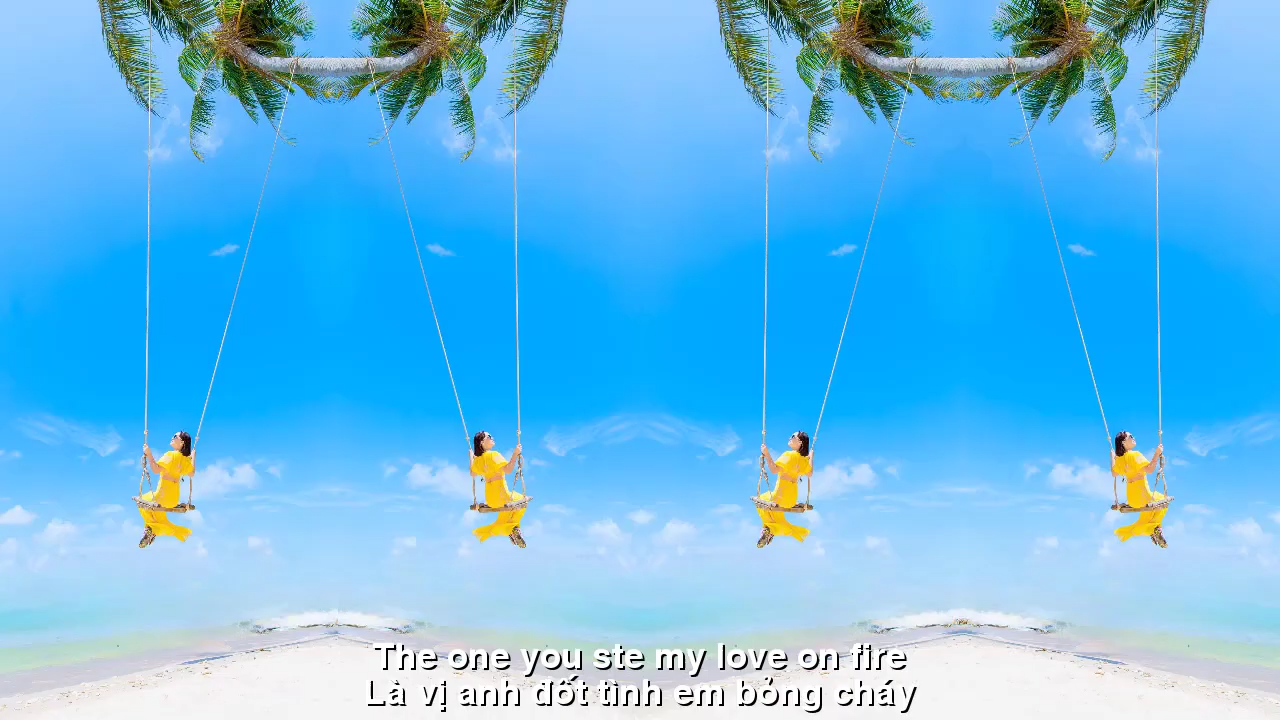 The one you ste my love on fire
Là vị anh đốt tình em bỏng cháy